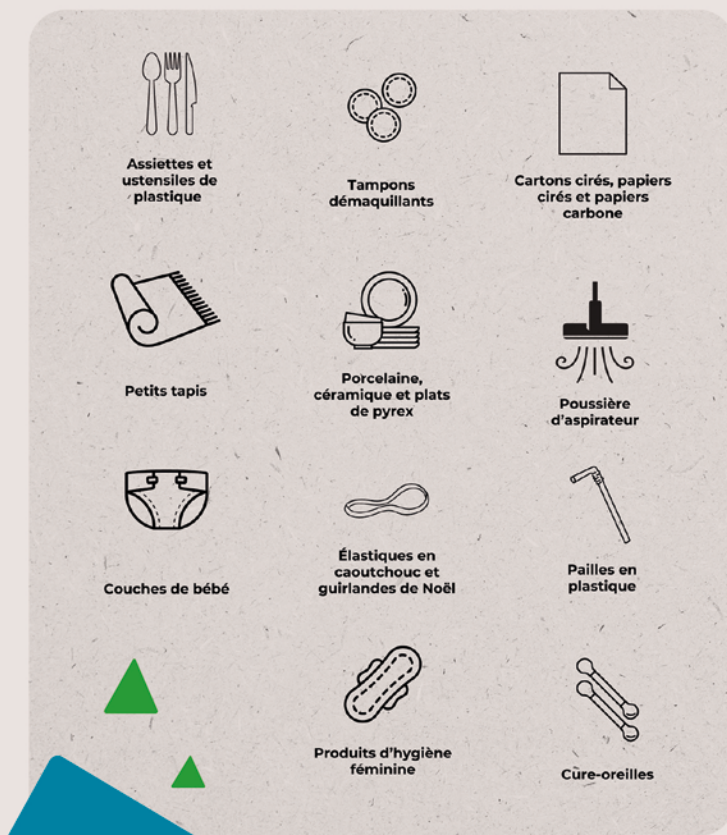 Assiettes et
ustensiles de
plastique
Tampons
démaquillants
Cartons cirés, papiers
cirés et papiers
carbone
Petits tapis
Porcelaine,
céramique et plats
de pyrex
Poussière
d'aspirateur
Couches de bébé
Élastiques en
caoutchouc et
guirlandes de Noël
Pailles en
plastique
Produits d'hygiène
féminine
Cure-oreilles